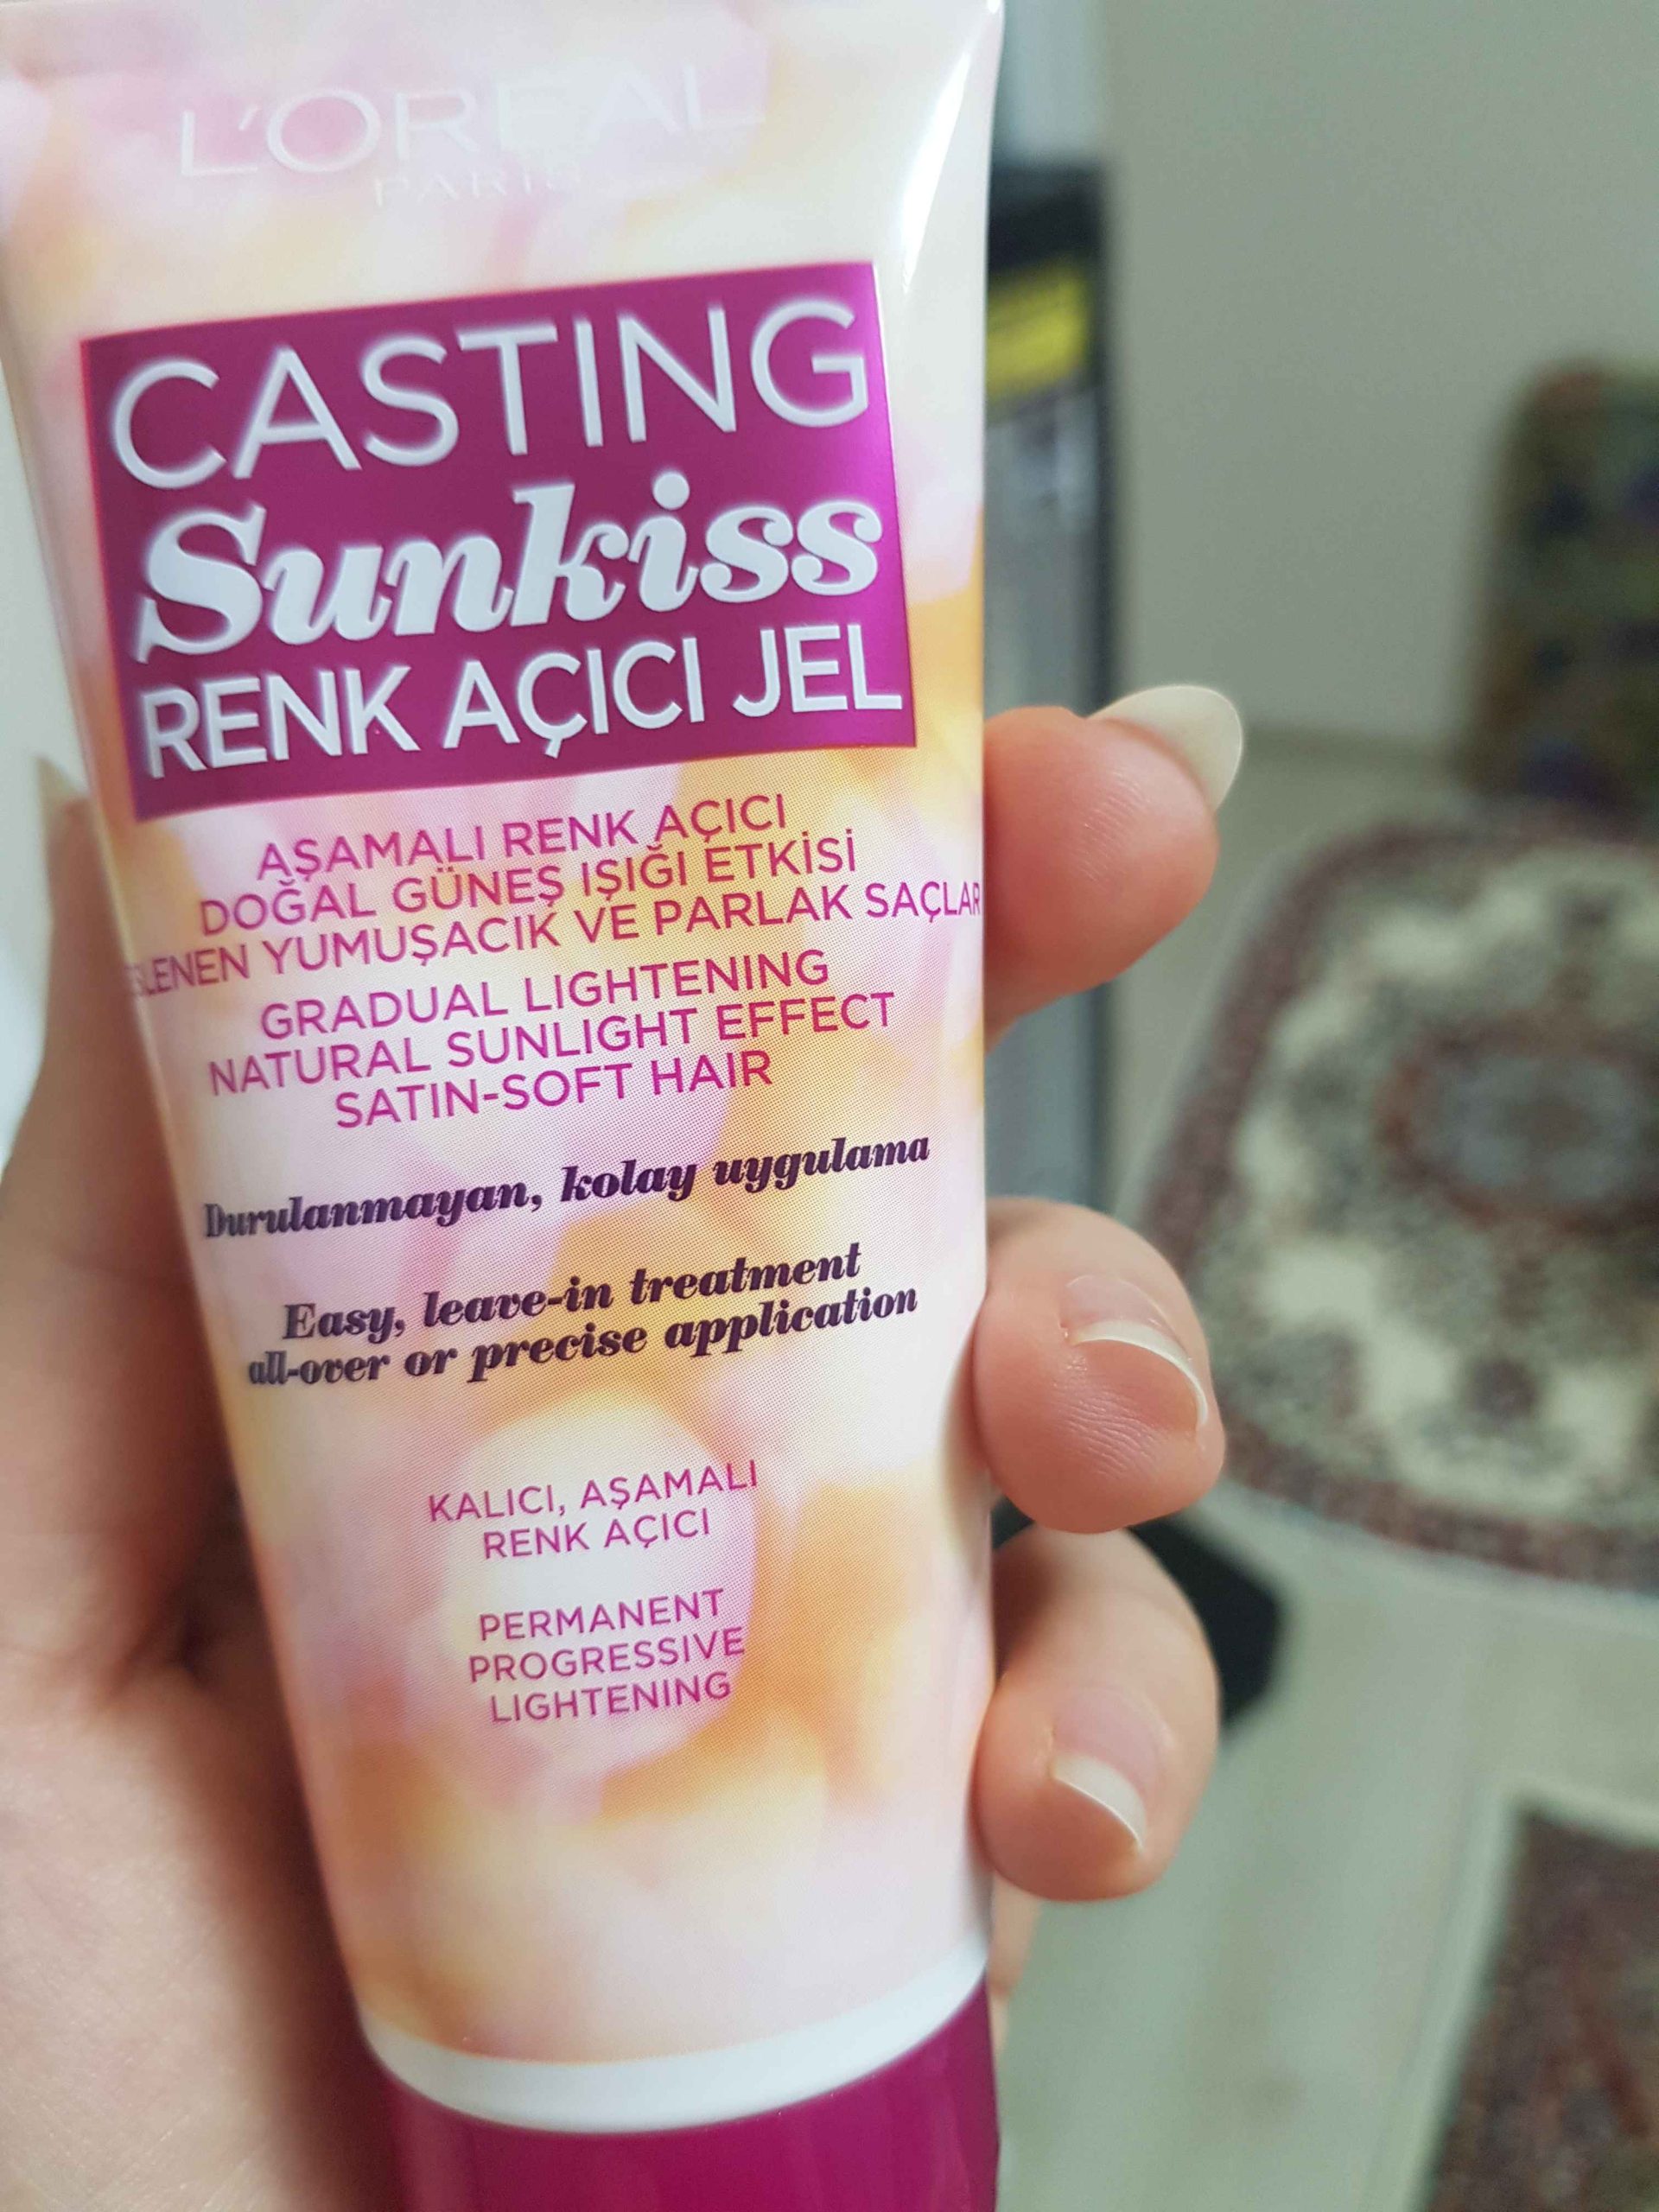 L'ORÉAL
PARIS
CASTING
Sunkiss
RENK AÇICI JEL
AŞAMALI RENK AÇICI
DOĞAL GÜNEŞ IŞIĞI ETKİSİ
YUMUŞACIK VE PARLAK SAÇLAR
GRADUAL LIGHTENING
NATURAL SUNLIGHT EFFECT
SATIN-SOFT HAIR
Durulanmayan, kolay uygulama
Easy, leave-in treatment
all-over or precise application
KALICI, AŞAMALI
RENK AÇICI
PERMANENT
PROGRESSIVE
LIGHTENING